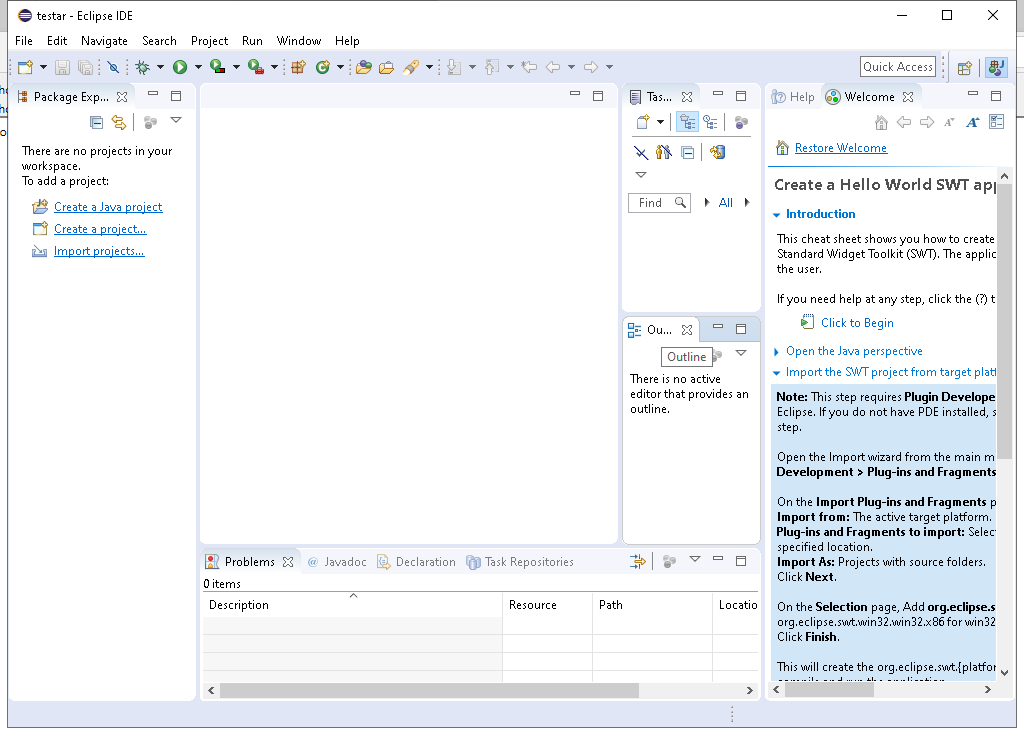 testar - Eclipse IDE
File Edit Navigate Search Project Run Window Help
Quick Access
Package Exp...
There are no projects in your
workspace.
To add a project:
Create a Java project
Create a project...
Import projects...
Tas...
Find
All
Ou...
Outline
There is no active
editor that provides an
outline.
Problems
Javadoc
Declaration
Task Repositories
0 items
Description
Resource
Path
Locatio
Help
Welcome
Restore Welcome
Create a Hello World SWT app
Introduction
This cheat sheet shows you how to create
Standard Widget Toolkit (SWT). The applic
the user.
If you need help at any step, click the (?) t
Click to Begin
Open the Java perspective
Import the SWT project from target platf
Note: This step requires Plugin Develope
Eclipse. If you do not have PDE installed, s
step.
Open the Import wizard from the main m
Development > Plug-ins and Fragments
On the Import Plug-ins and Fragments p
Import from: The active target platform.
Plug-ins and Fragments to import: Selec
specified location.
Import As: Projects with source folders.
Click Next.
On the Selection page, Add org.eclipse.s
org.eclipse.swt.win32.win32.x86 for win32
Click Finish.
This will create the org.eclipse.swt.{platfor
compile and run the application.